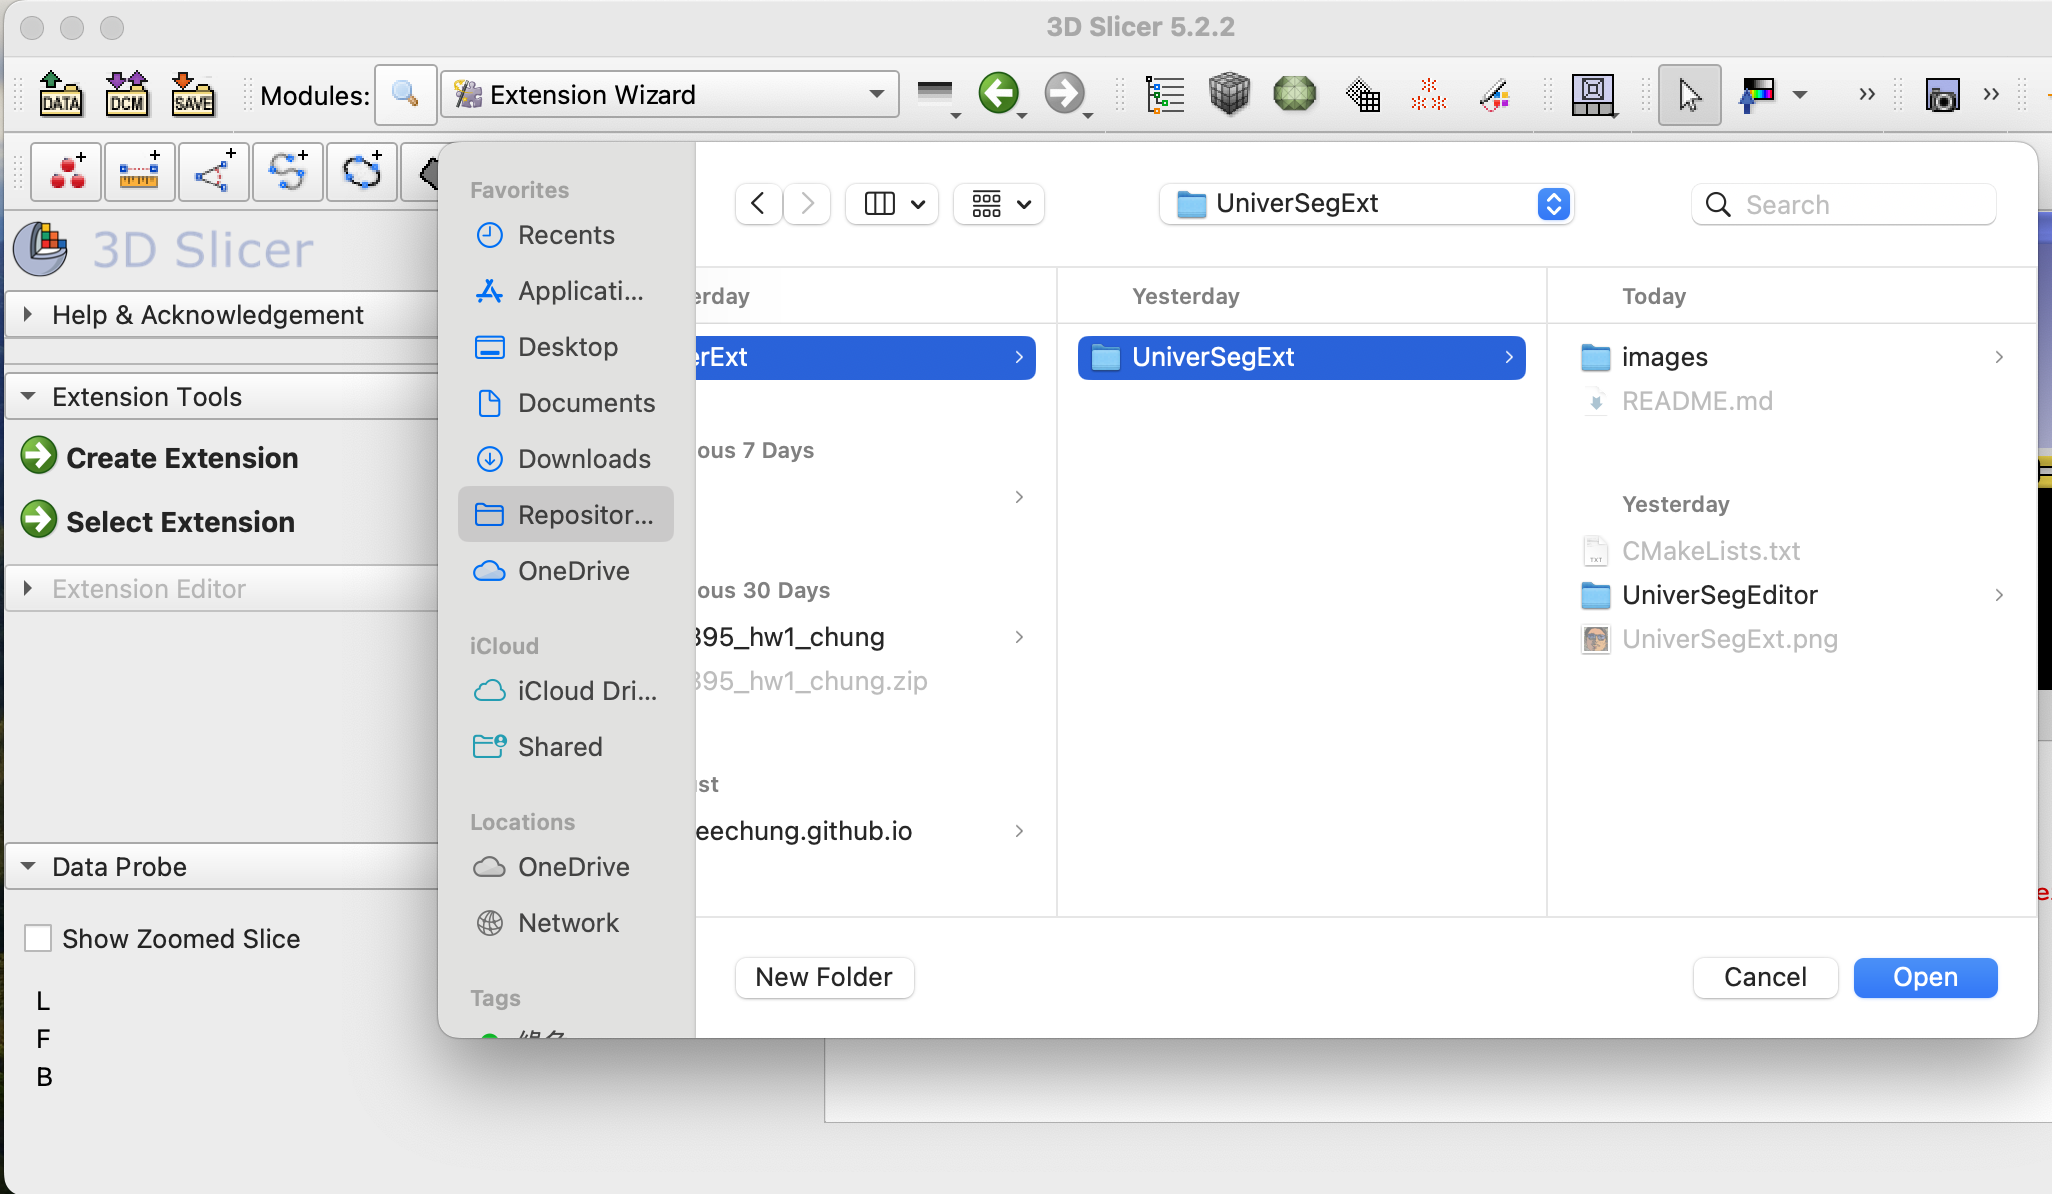 3D Slicer 5.2.2
DATA
DCM
SAVE
Modules:
Extension Wizard
3D Slicer
Help & Acknowledgement
Extension Tools
Create Extension
Select Extension
Extension Editor
Data Probe
Show Zoomed Slice
L
F
B
Favorites
Recents
Applicati...
Desktop
Documents
Downloads
Repositor...
OneDrive
iCloud
iCloud Dri...
Shared
Locations
OneDrive
Network
Tags
UniverSegExt
Search
erday
erExt
ous 7 Days
ous 30 Days
395_hw1_chung
395_hw1_chung.zip
ust
eechung.github.io
Yesterday
UniverSegExt
Today
images
README.md
Yesterday
CMakeLists.txt
UniverSegEditor
UniverSegExt.png
New Folder
Cancel
Open